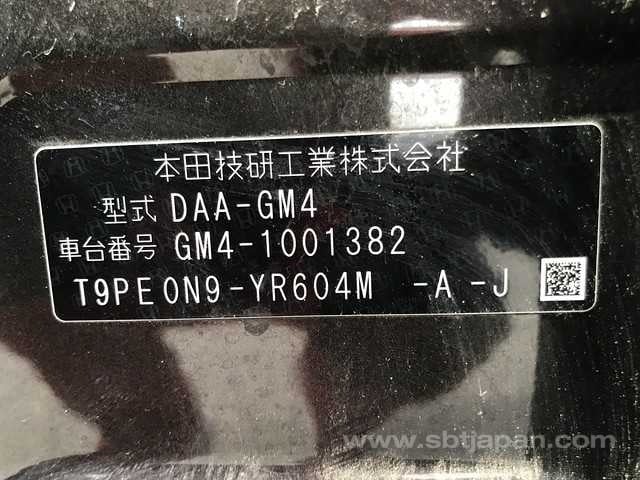 本田技研工業株式会社
型式 DAA-GM4
車台番号 GM4-1001382
T9PE0N9-YR604M -A -J
www.sbtjapan.com